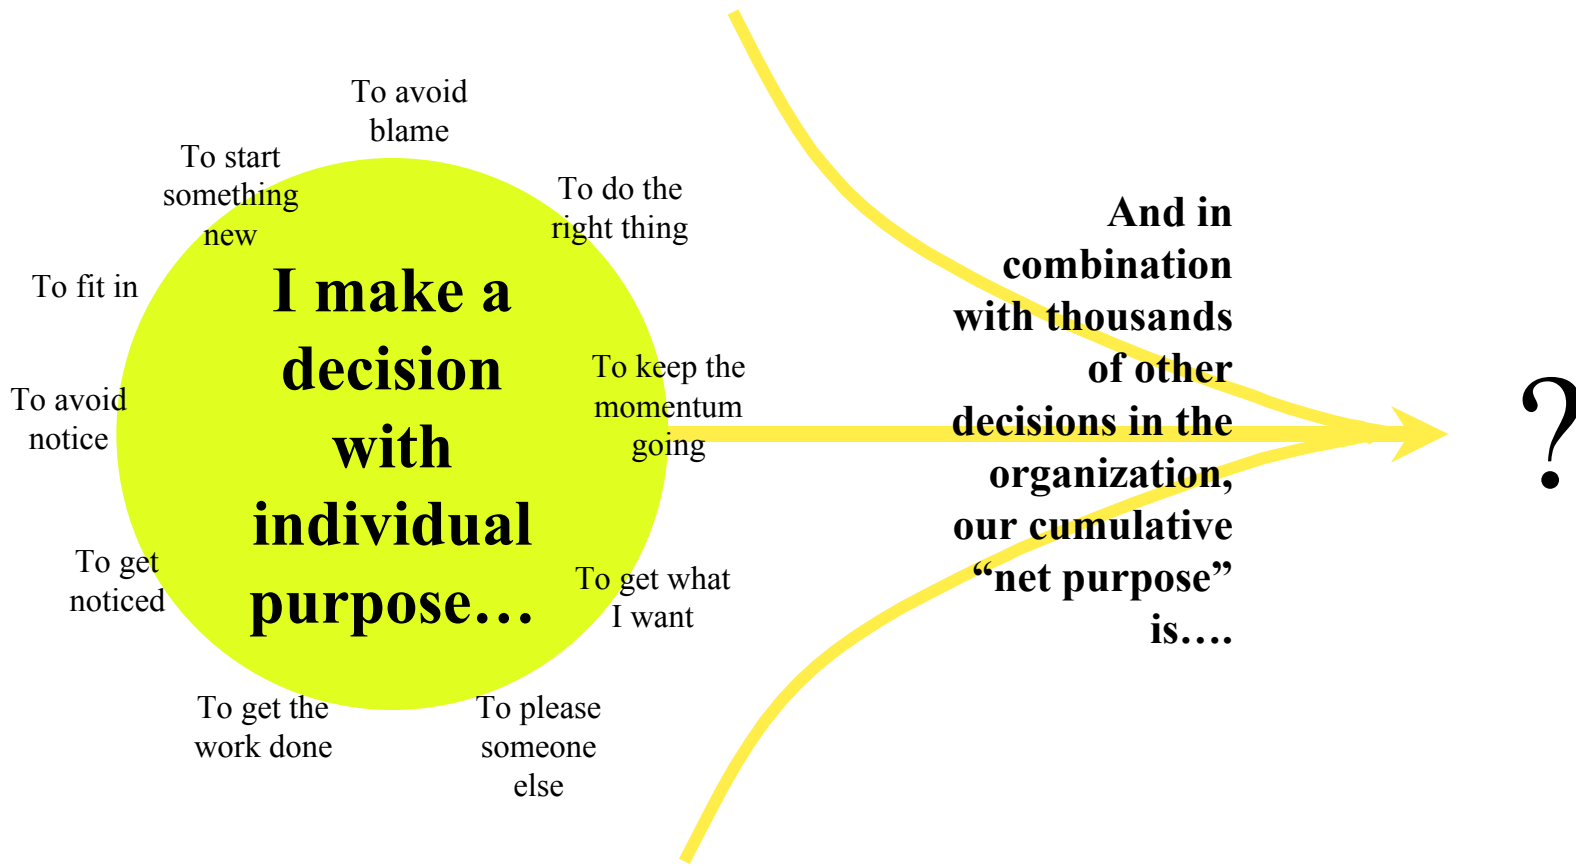 To avoid
blame
To start
something
new
To do the
right thing
To fit in
I make a
decision
with
individual
purpose…
To avoid
notice
To keep the
momentum
going
To get
noticed
To get what
I want
To get the
work done
To please
someone
else
And in
combination
with thousands
of other
decisions in the
organization,
our cumulative
“net purpose”
is….
?